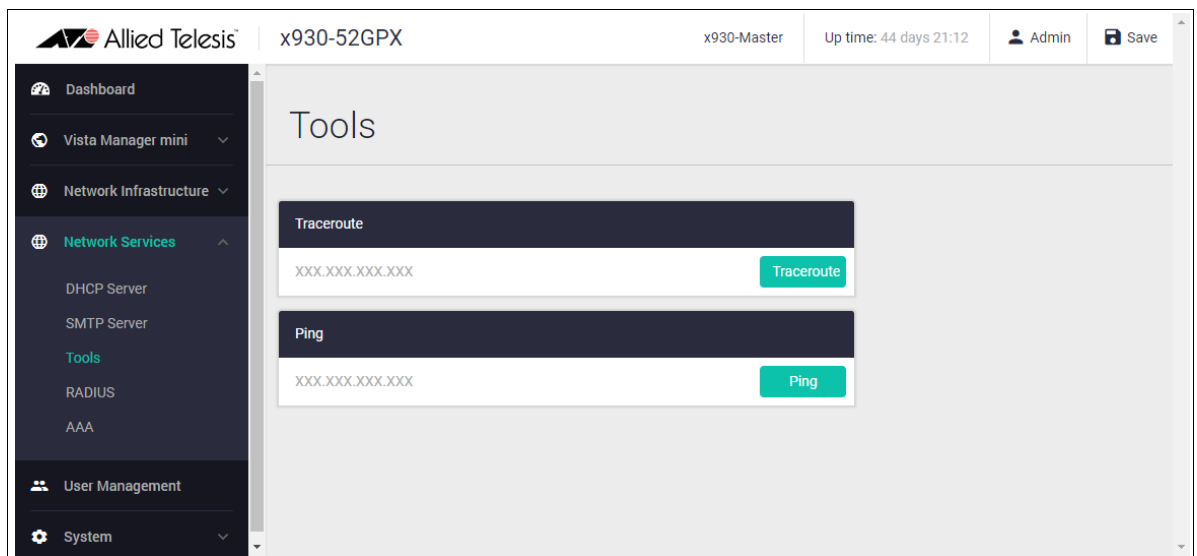 Allied Telesis
x930-52GPX
x930-Master
Up time: 44 days 21:12
Admin
Save
Dashboard
Vista Manager mini
Network Infrastructure
Network Services
DHCP Server
SMTP Server
Tools
RADIUS
AAA
User Management
System
Tools
Traceroute
XXX.XXX.XXX.XXX
Traceroute
Ping
XXX.XXX.XXX.XXX
Ping